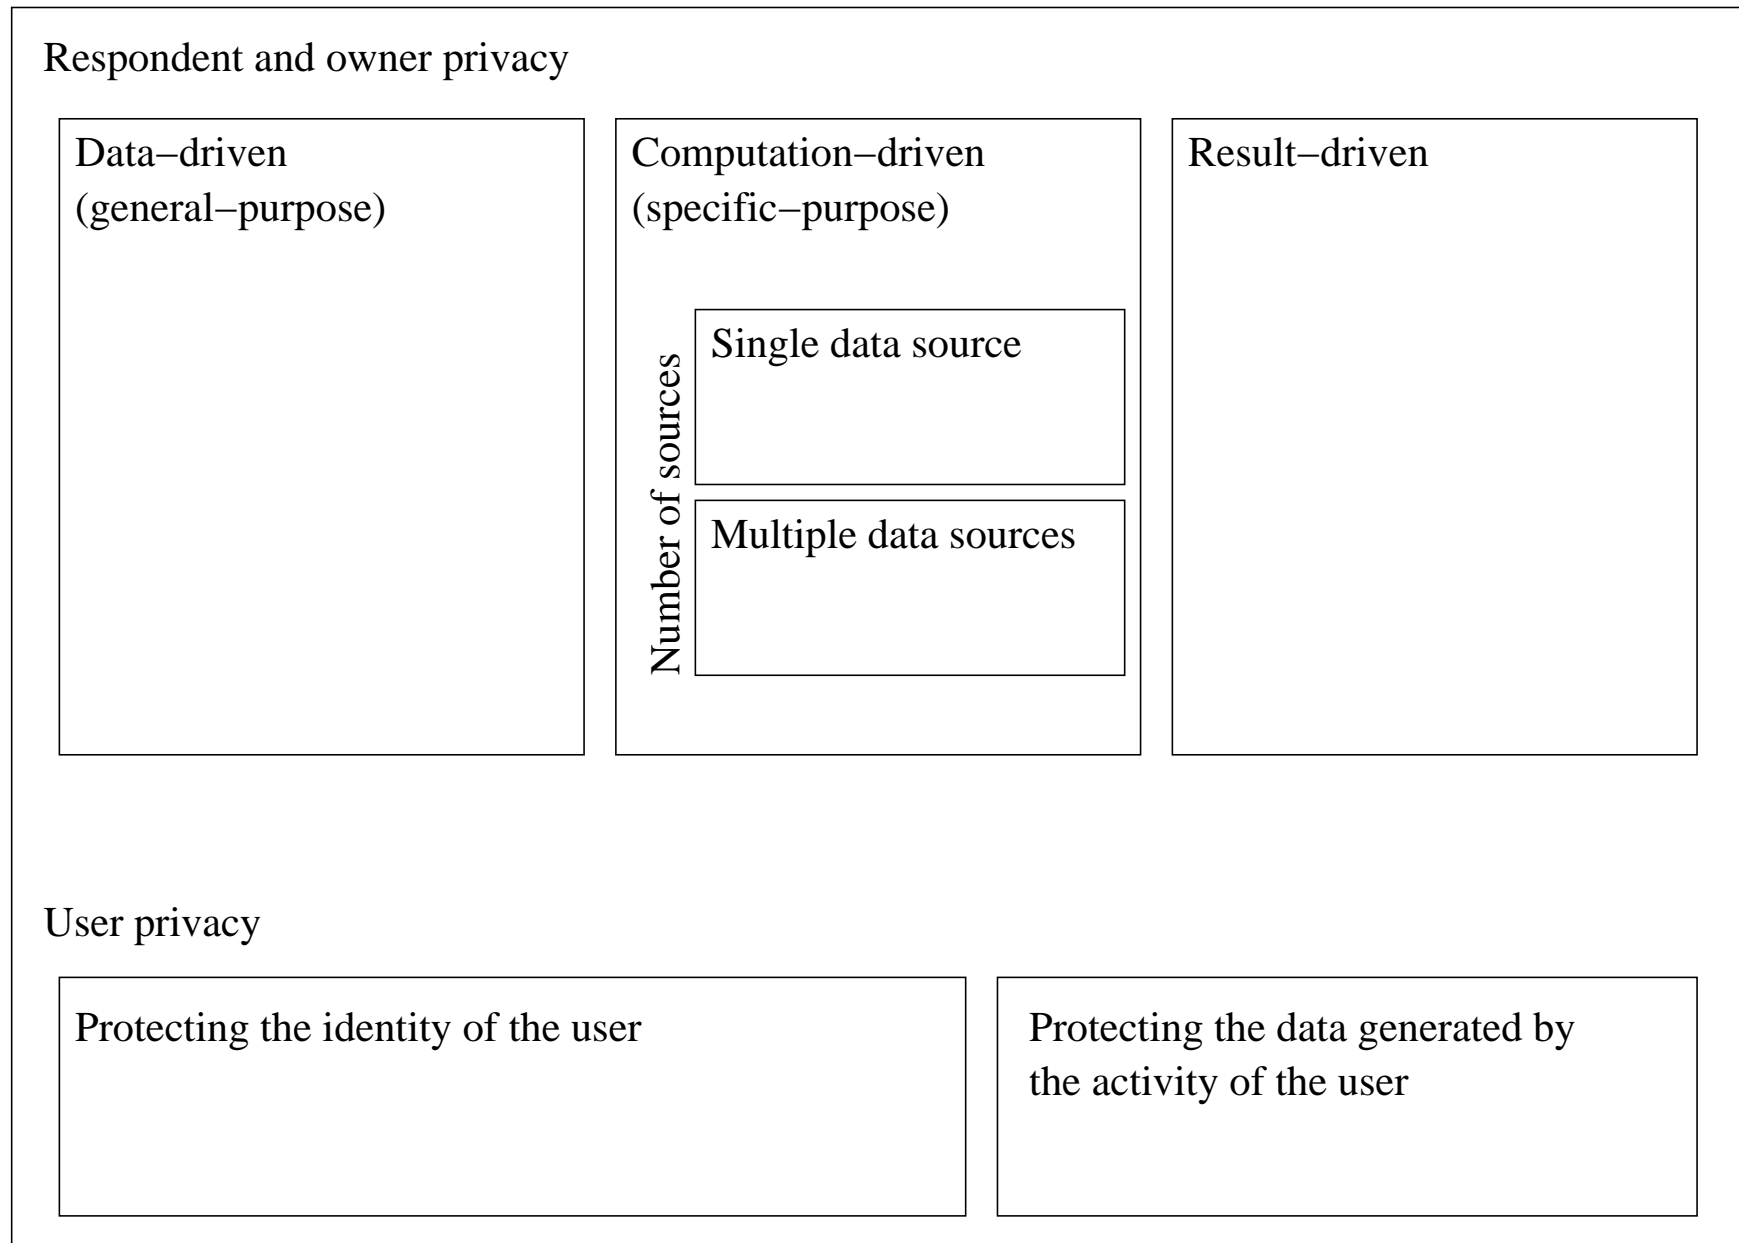 Respondent and owner privacy
Data−driven
(general−purpose)
Computation−driven
(specific−purpose)
Number of sources
Single data source
Multiple data sources
Result−driven
User privacy
Protecting the identity of the user
Protecting the data generated by
the activity of the user